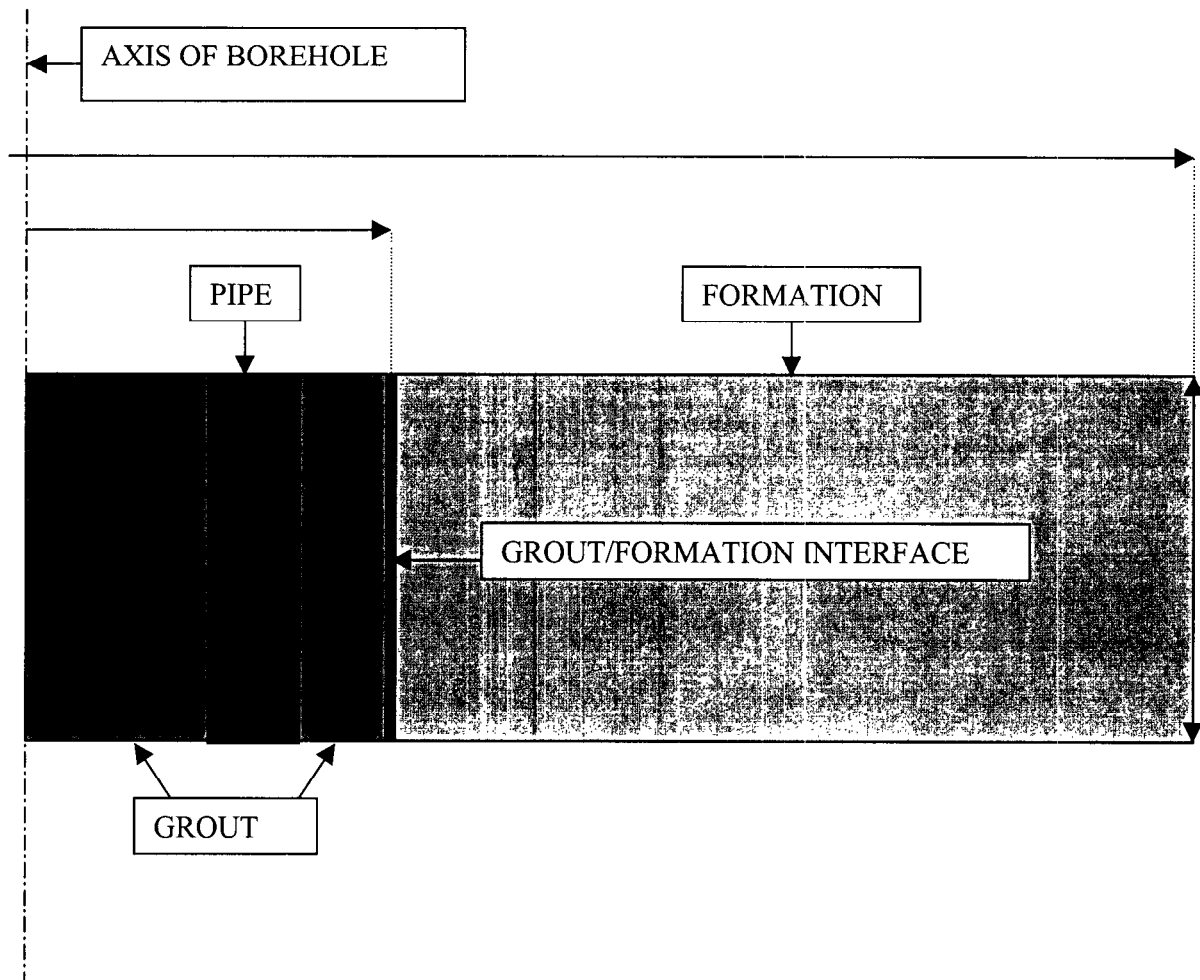 AXIS OF BOREHOLE
PIPE
FORMATION
GROUT/FORMATION INTERFACE
GROUT